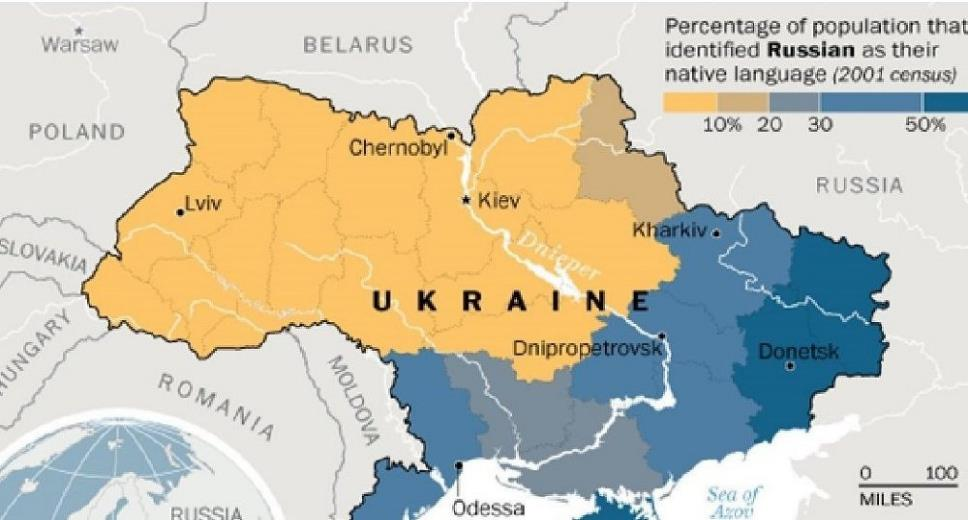 Percentage of population that
identified Russian as their
native language (2001 census)
10% 20 30 50%
Warsaw
BELARUS
POLAND
Chernobyl
RUSSIA
Lviv
Kiev
Kharkiv
SLOVAKIA
Dnieper
UKRAINE
HUNGARY
Dnipropetrovsk
Donetsk
MOLDOVA
ROMANIA
0 100
MILES
Sea of
Azov
Odessa
RUSSIA